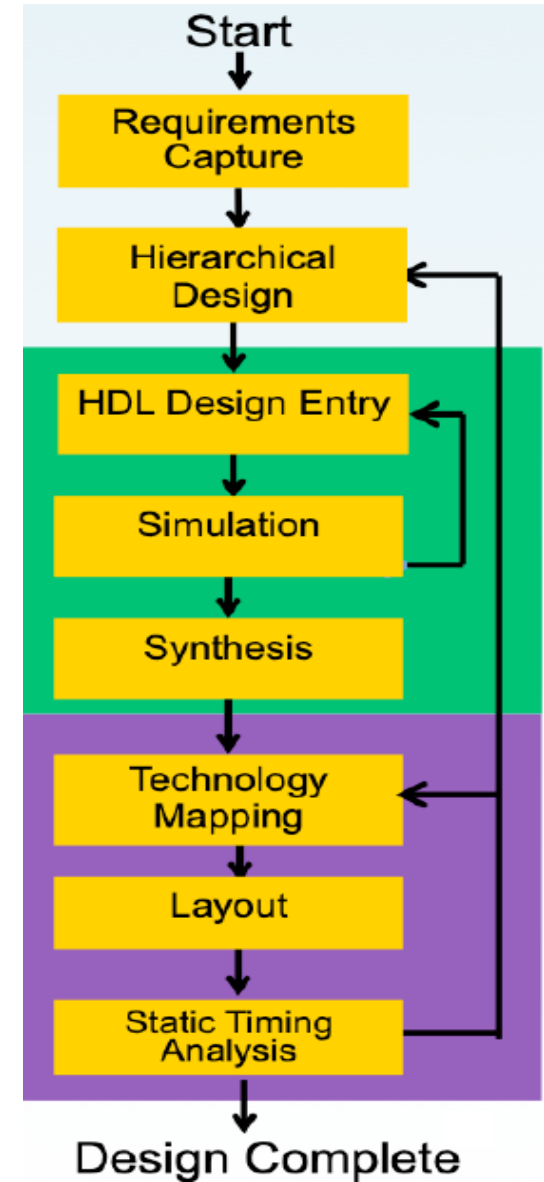 Start
Requirements
Capture
Hierarchical
Design
HDL Design Entry
Simulation
Synthesis
Technology
Mapping
Layout
Static Timing
Analysis
Design Complete